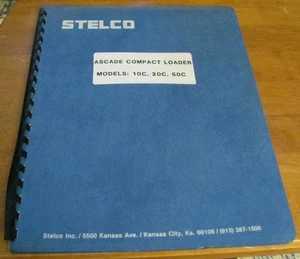 STELCO
ASCADE COMPACT LOADER
MODELS: 10C, 20C, 50C
Stelco Inc. / 5500 Kansas Ave. / Kansas City, Ks. 66106 / (913) 287-1500